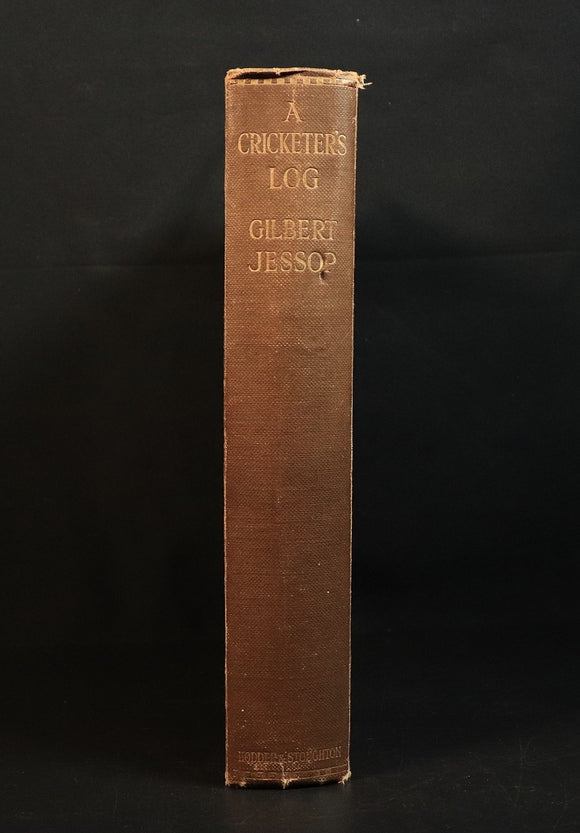 A
CRICKETER'S
LOG
GILBERT
JESSOP
HODDER & STOUGHTON